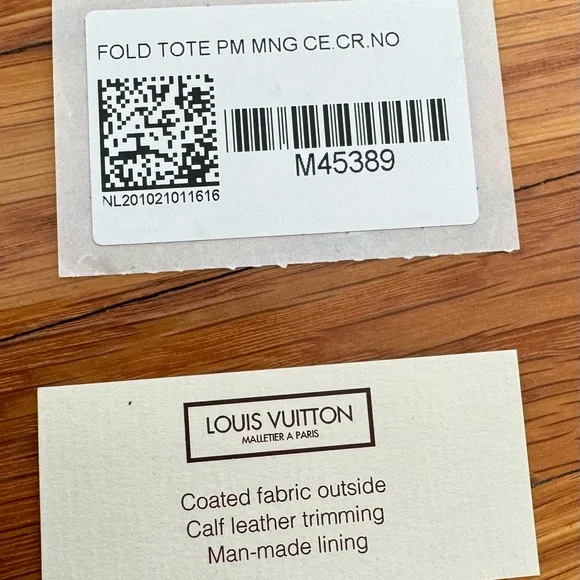 FOLD TOTE PM MNG CE.CR.NO
NL201021011616
M45389
LOUIS VUITTON
MALLETIER A PARIS
Coated fabric outside
Calf leather trimming
Man-made lining